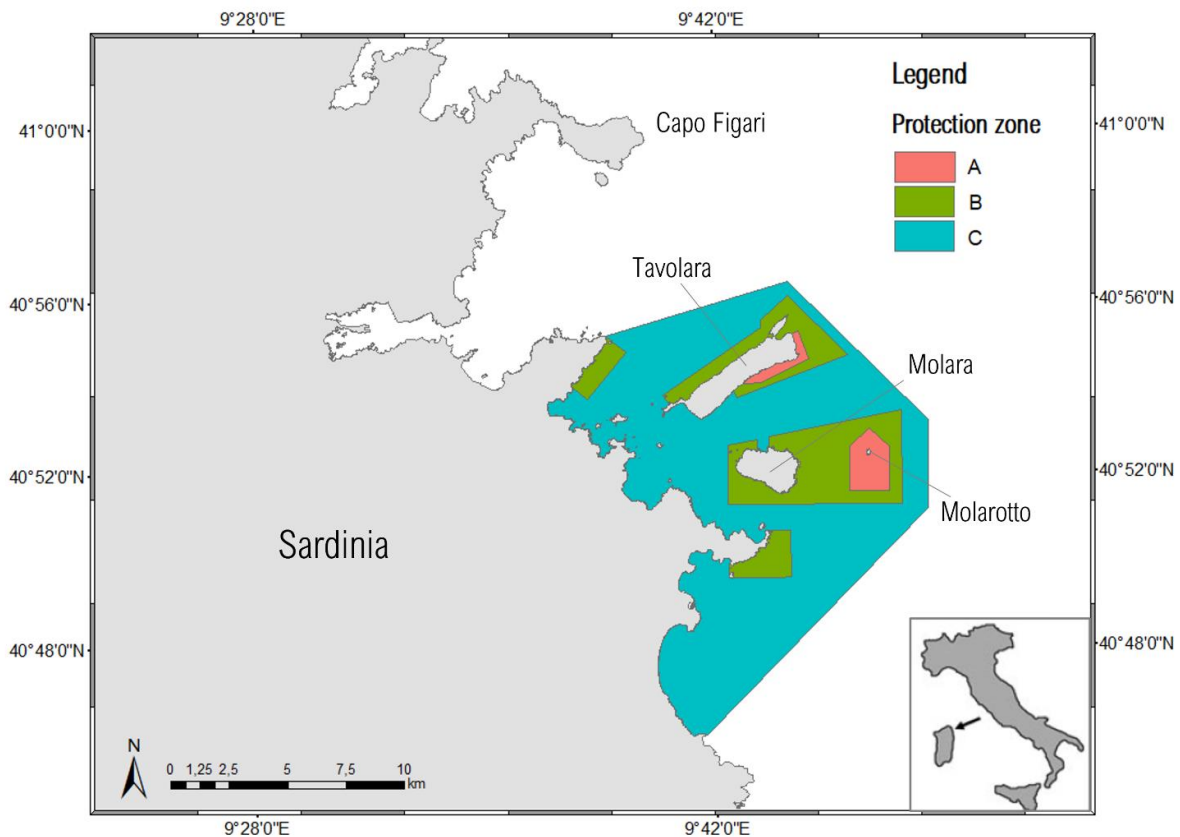 9°28'0"E
9°42'0"E
Legend
Protection zone
A
B
C
41°0'0"N
Capo Figari
41°0'0"N
Tavolara
40°56'0"N
40°56'0"N
Molara
40°52'0"N
40°52'0"N
Molarotto
Sardinia
40°48'0"N
40°48'0"N
N
0 1,25 2,5 5 7,5 10
km
9°28'0"E
9°42'0"E